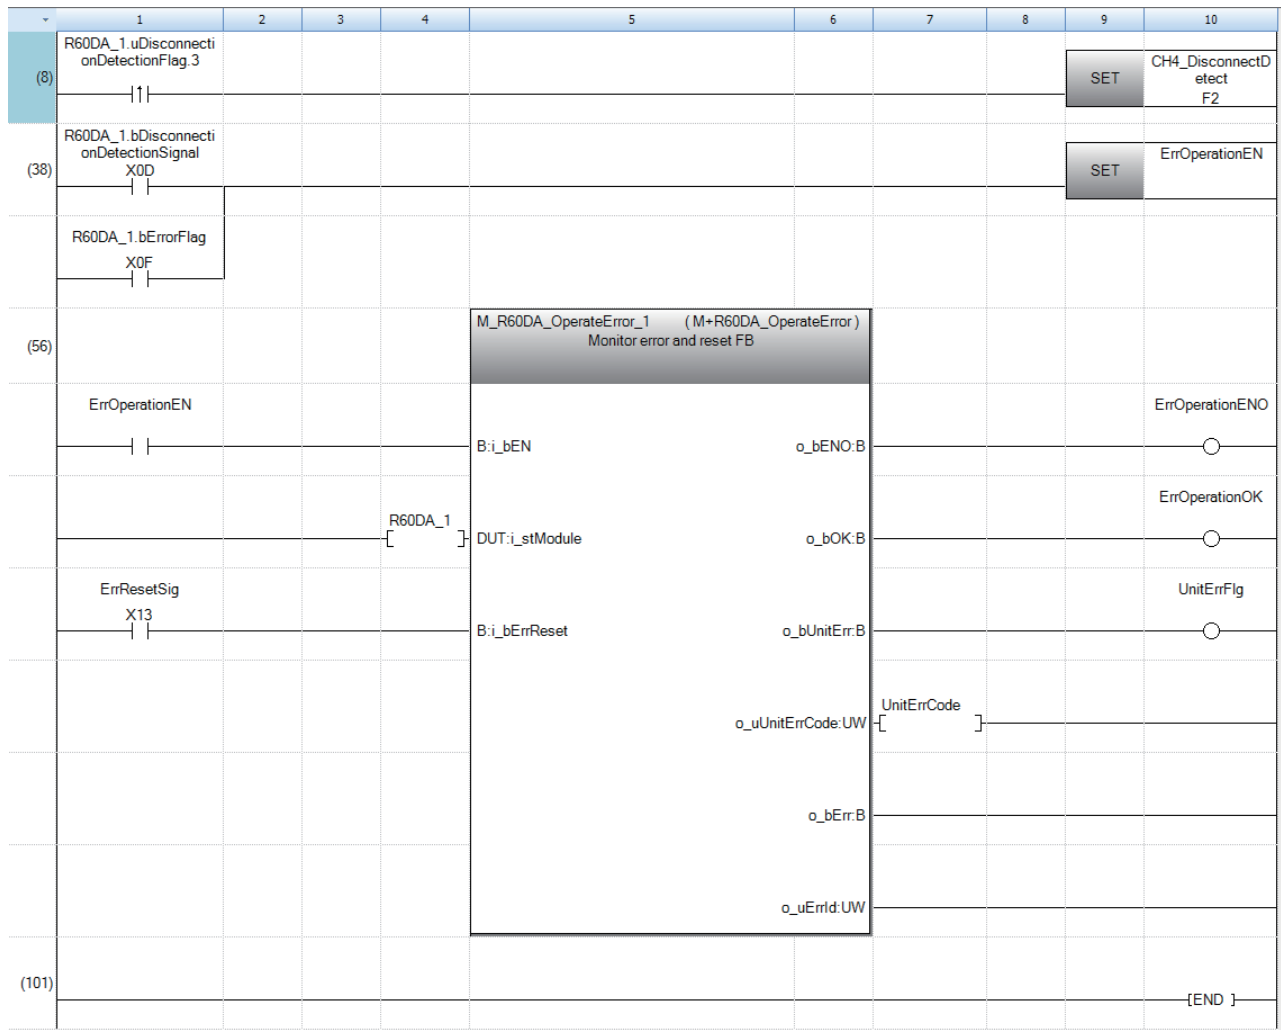 1 2 3 4 5 6 7 8 9 10
R60DA_1.uDisconnecti
onDetectionFlag.3
CH4_DisconnectD
(8)
SET
etect
F2
R60DA_1.bDisconnecti
onDetectionSignal
ErrOperationEN
(38)
X0D
SET
R60DA_1.bErrorFlag
X0F
M_R60DA_OperateError_1 (M+R60DA_OperateError)
(56)
Monitor error and reset FB
ErrOperationEN
ErrOperationENO
B:i_bEN
o_bENO:B
ErrOperationOK
R60DA_1
DUT:i_stModule
o_bOK:B
ErrResetSig
UnitErrFlg
X13
B:i_bErrReset
o_bUnitErr:B
UnitErrCode
o_uUnitErrCode:UW
o_bErr:B
o_uErrId:UW
(101)
[END ]